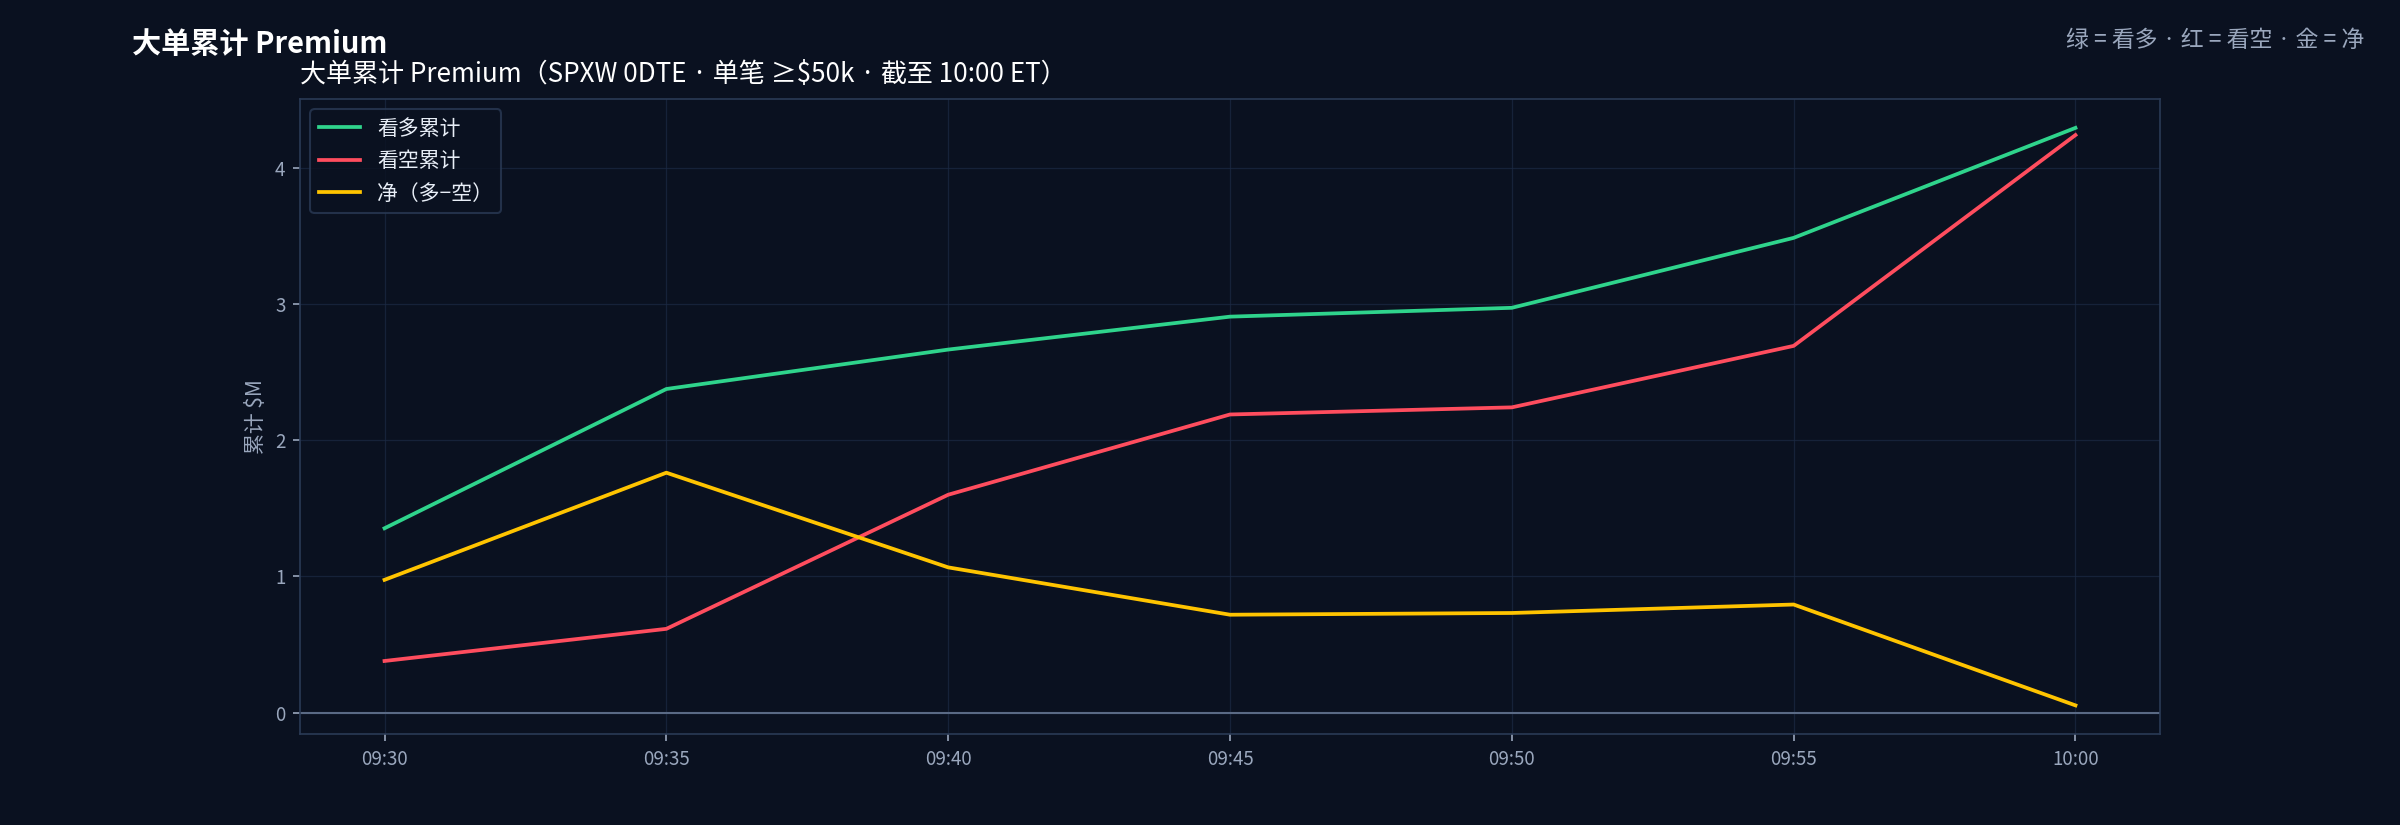 大单累计 Premium
绿 = 看多 · 红 = 看空 · 金 = 净
大单累计 Premium（SPXW 0DTE · 单笔 ≥$50k · 截至 10:00 ET）
看多累计
看空累计
净（多−空）
累计 $M
4
3
2
1
0
09:30 09:35 09:40 09:45 09:50 09:55 10:00